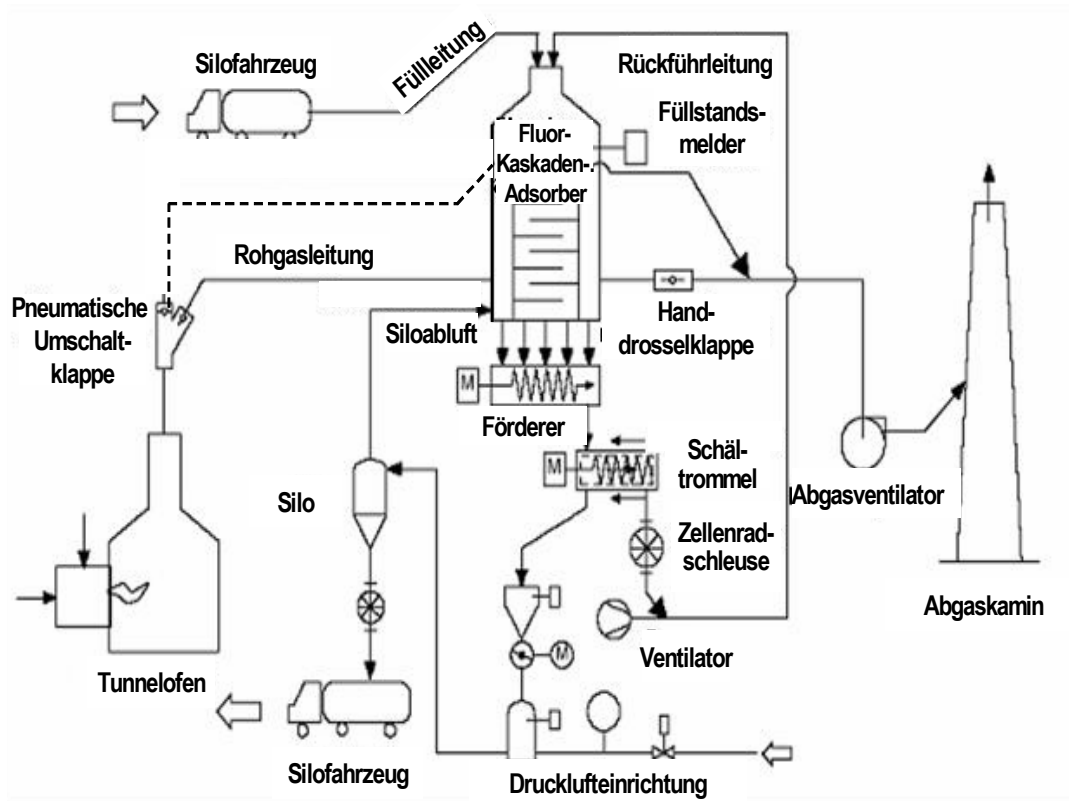 Silofahrzeug
Füllleitung
Rückführleitung
Füllstands-
melder
Fluor-
Kaskaden-
Adsorber
Rohgasleitung
Pneumatische
Umschalt-
klappe
Siloabluft
Hand-
drosselklappe
M
Förderer
M
Schäl-
trommel
Silo
Abgasventilator
Zellenrad-
schleuse
Abgaskamin
M
Ventilator
Tunnelofen
Silofahrzeug
Drucklufteinrichtung